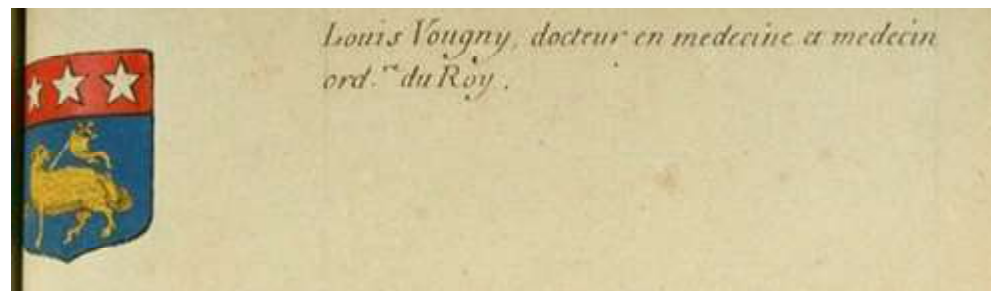 Louis Vougny, docteur en medecine et medecin
ord.re du Roy.